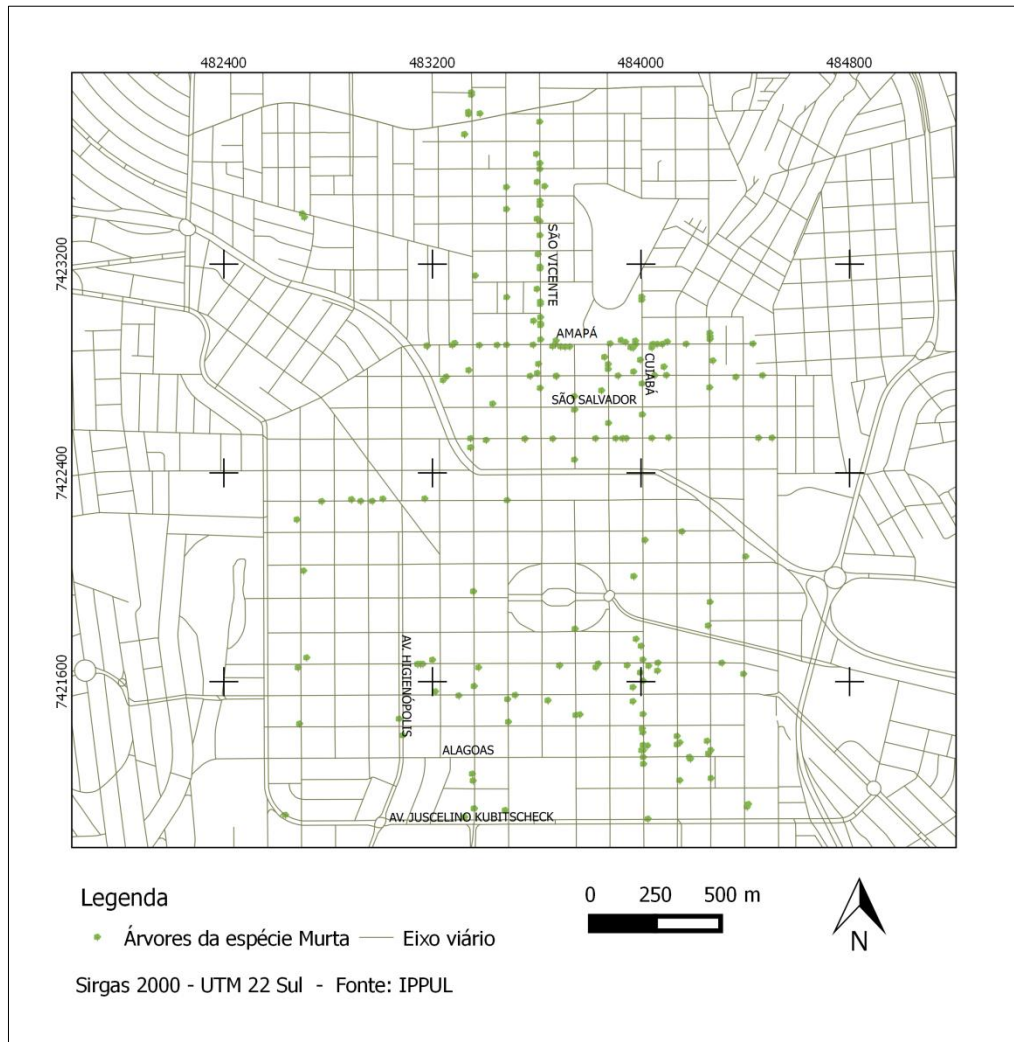 482400 483200 484000 484800
7423200
7422400
7421600
SÃO VICENTE
AMAPÁ
CUIABÁ
SÃO SALVADOR
AV. HIGIENÓPOLIS
ALAGOAS
AV. JUSCELINO KUBITSCHECK
Legenda
Árvores da espécie Murta
Eixo viário
0 250 500 m
N
Sirgas 2000 - UTM 22 Sul - Fonte: IPPUL